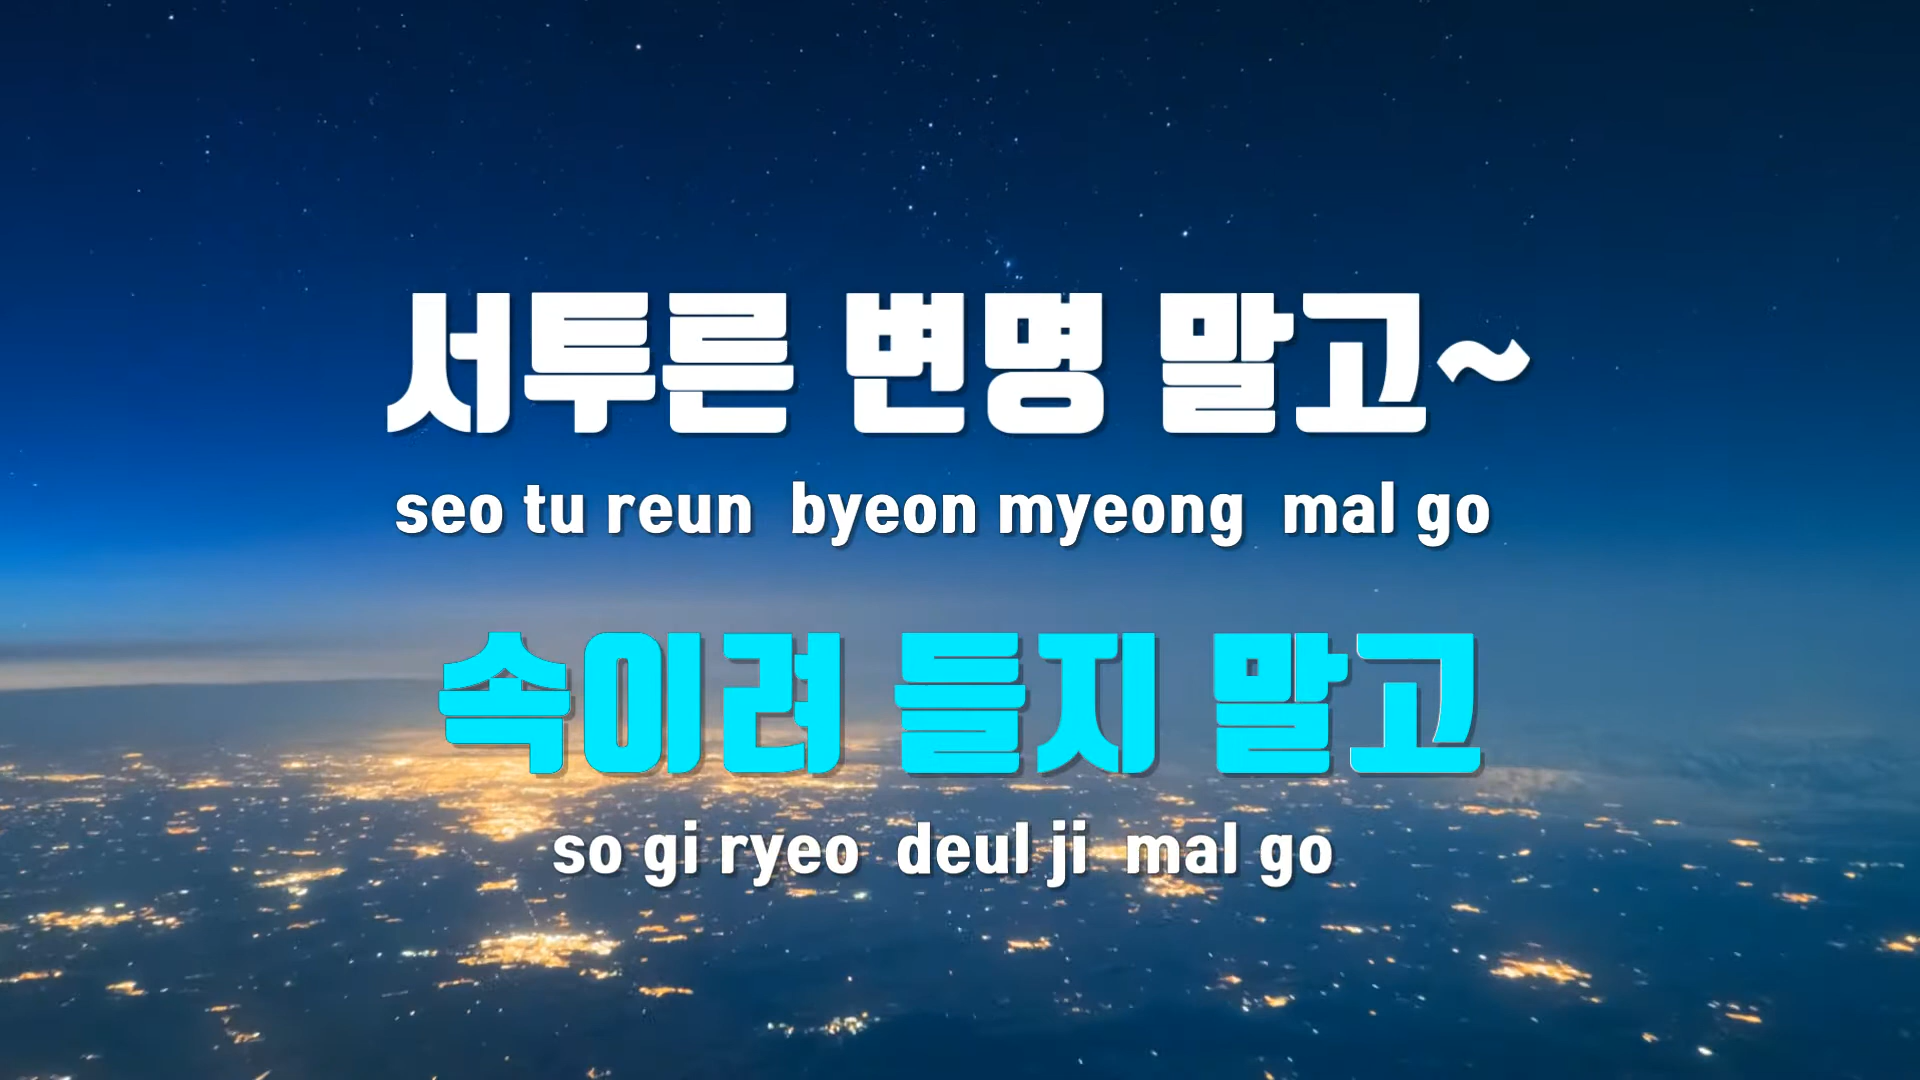 서투른 변명 말고~
seo tu reun byeon myeong mal go
속이려 들지 말고
so gi ryeo deul ji mal go